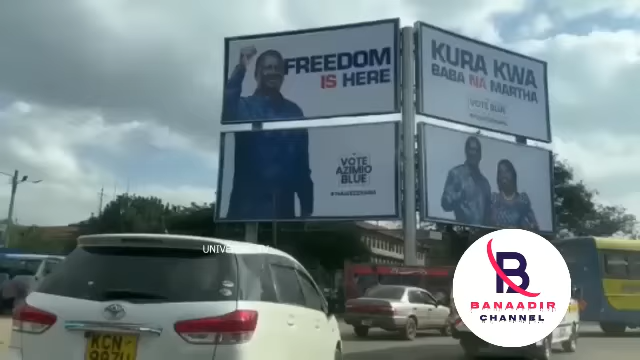 FREEDOM
IS HERE
KURA KWA
BABA NA MARTHA
VOTE BLUE
VOTE
AZIMIO
BLUE
KCN
BANAADIR
CHANNEL